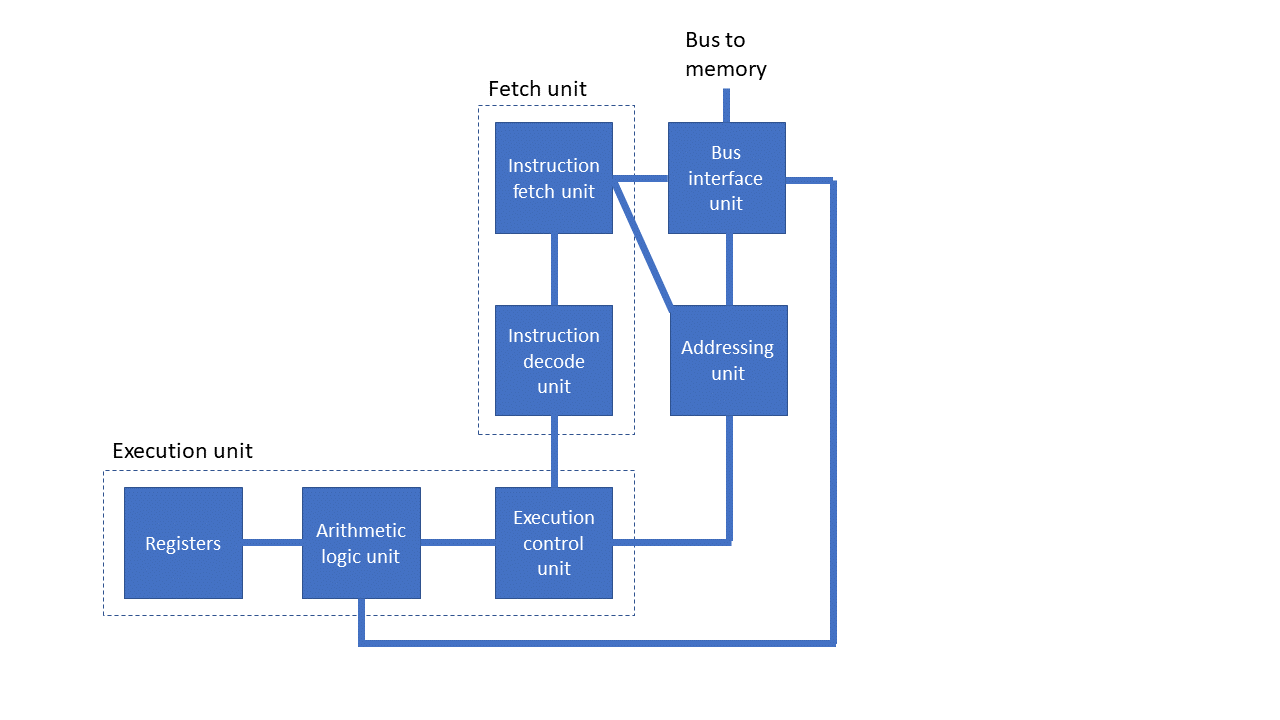 Bus to
memory
Fetch unit
Instruction
fetch unit
Bus
interface
unit
Instruction
decode
unit
Addressing
unit
Execution unit
Registers
Arithmetic
logic unit
Execution
control
unit